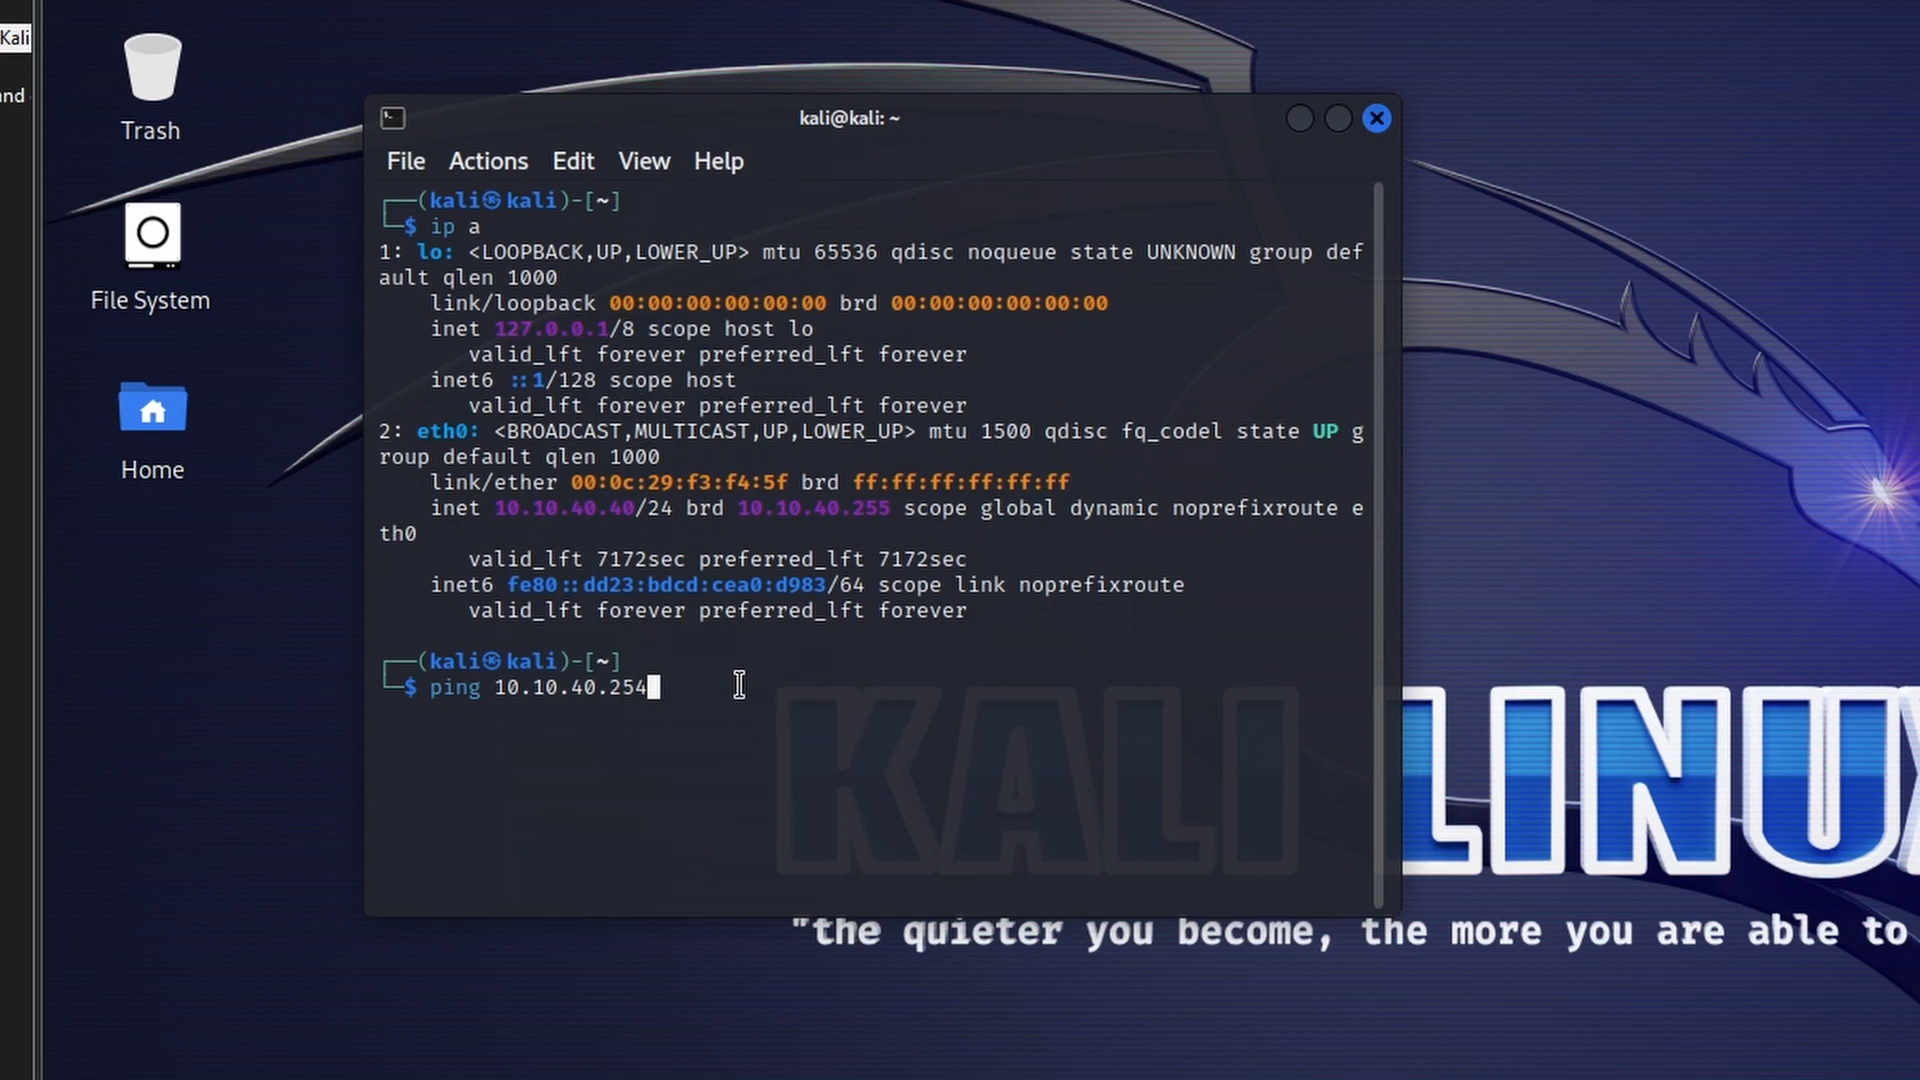 Kali
and
Trash
File System
Home
kali@kali: ~
File Actions Edit View Help
┌──(kali㉿kali)-[~]
└─$ ip a
1: lo: <LOOPBACK,UP,LOWER_UP> mtu 65536 qdisc noqueue state UNKNOWN group def
ault qlen 1000
    link/loopback 00:00:00:00:00:00 brd 00:00:00:00:00:00
    inet 127.0.0.1/8 scope host lo
       valid_lft forever preferred_lft forever
    inet6 ::1/128 scope host
       valid_lft forever preferred_lft forever
2: eth0: <BROADCAST,MULTICAST,UP,LOWER_UP> mtu 1500 qdisc fq_codel state UP g
roup default qlen 1000
    link/ether 00:0c:29:f3:f4:5f brd ff:ff:ff:ff:ff:ff
    inet 10.10.40.40/24 brd 10.10.40.255 scope global dynamic noprefixroute e
th0
       valid_lft 7172sec preferred_lft 7172sec
    inet6 fe80::dd23:bdcd:cea0:d983/64 scope link noprefixroute
       valid_lft forever preferred_lft forever
┌──(kali㉿kali)-[~]
└─$ ping 10.10.40.254
KALI LINUX
"the quieter you become, the more you are able to